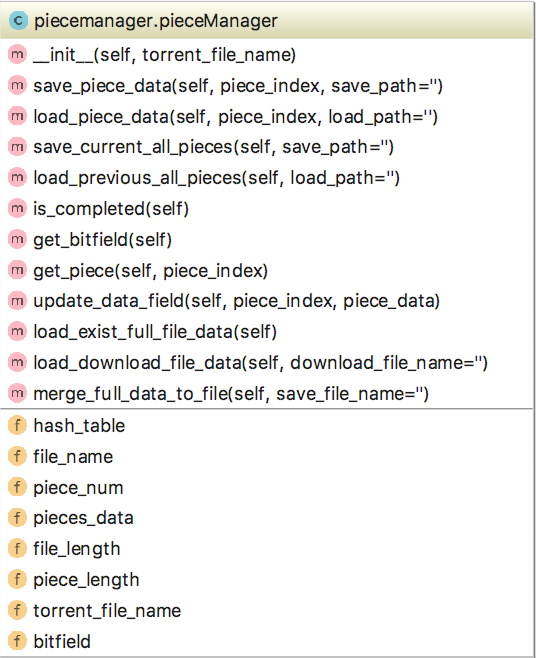 C piecemanager.pieceManager
m __init__(self, torrent_file_name)
m save_piece_data(self, piece_index, save_path='')
m load_piece_data(self, piece_index, load_path='')
m save_current_all_pieces(self, save_path='')
m load_previous_all_pieces(self, load_path='')
m is_completed(self)
m get_bitfield(self)
m get_piece(self, piece_index)
m update_data_field(self, piece_index, piece_data)
m load_exist_full_file_data(self)
m load_download_file_data(self, download_file_name='')
m merge_full_data_to_file(self, save_file_name='')
f hash_table
f file_name
f piece_num
f pieces_data
f file_length
f piece_length
f torrent_file_name
f bitfield